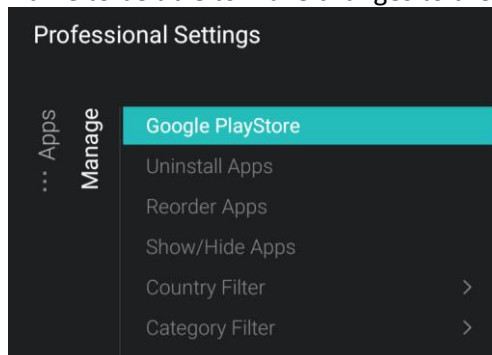 Professional Settings
... Apps
Manage
Google PlayStore
Uninstall Apps
Reorder Apps
Show/Hide Apps
Country Filter
Category Filter